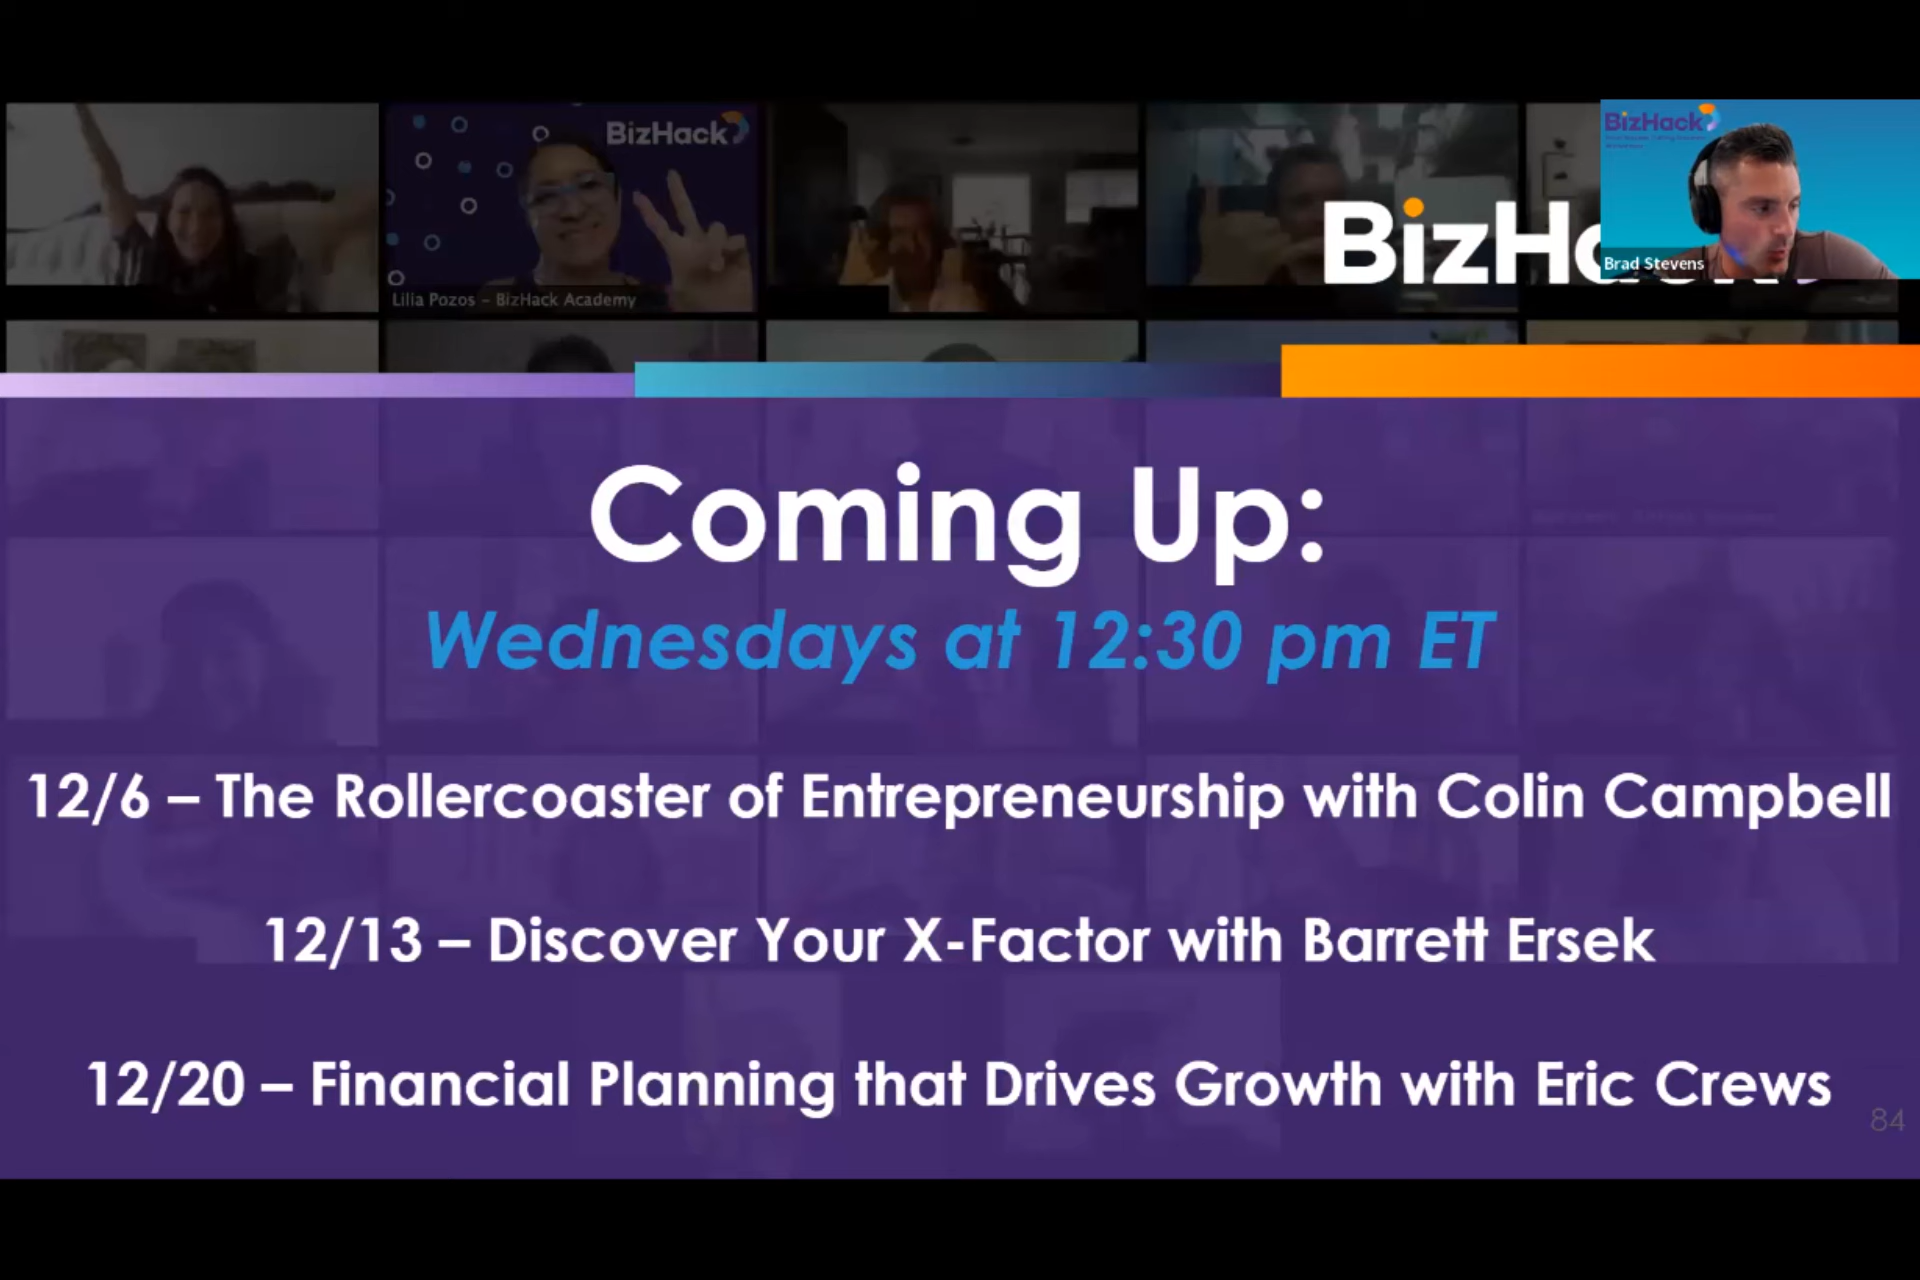 BizHack
BizHack
Lilia Pozos – BizHack Academy
BizHack
Brad Stevens
Coming Up:
Wednesdays at 12:30 pm ET
12/6 – The Rollercoaster of Entrepreneurship with Colin Campbell
12/13 – Discover Your X-Factor with Barrett Ersek
12/20 – Financial Planning that Drives Growth with Eric Crews
84